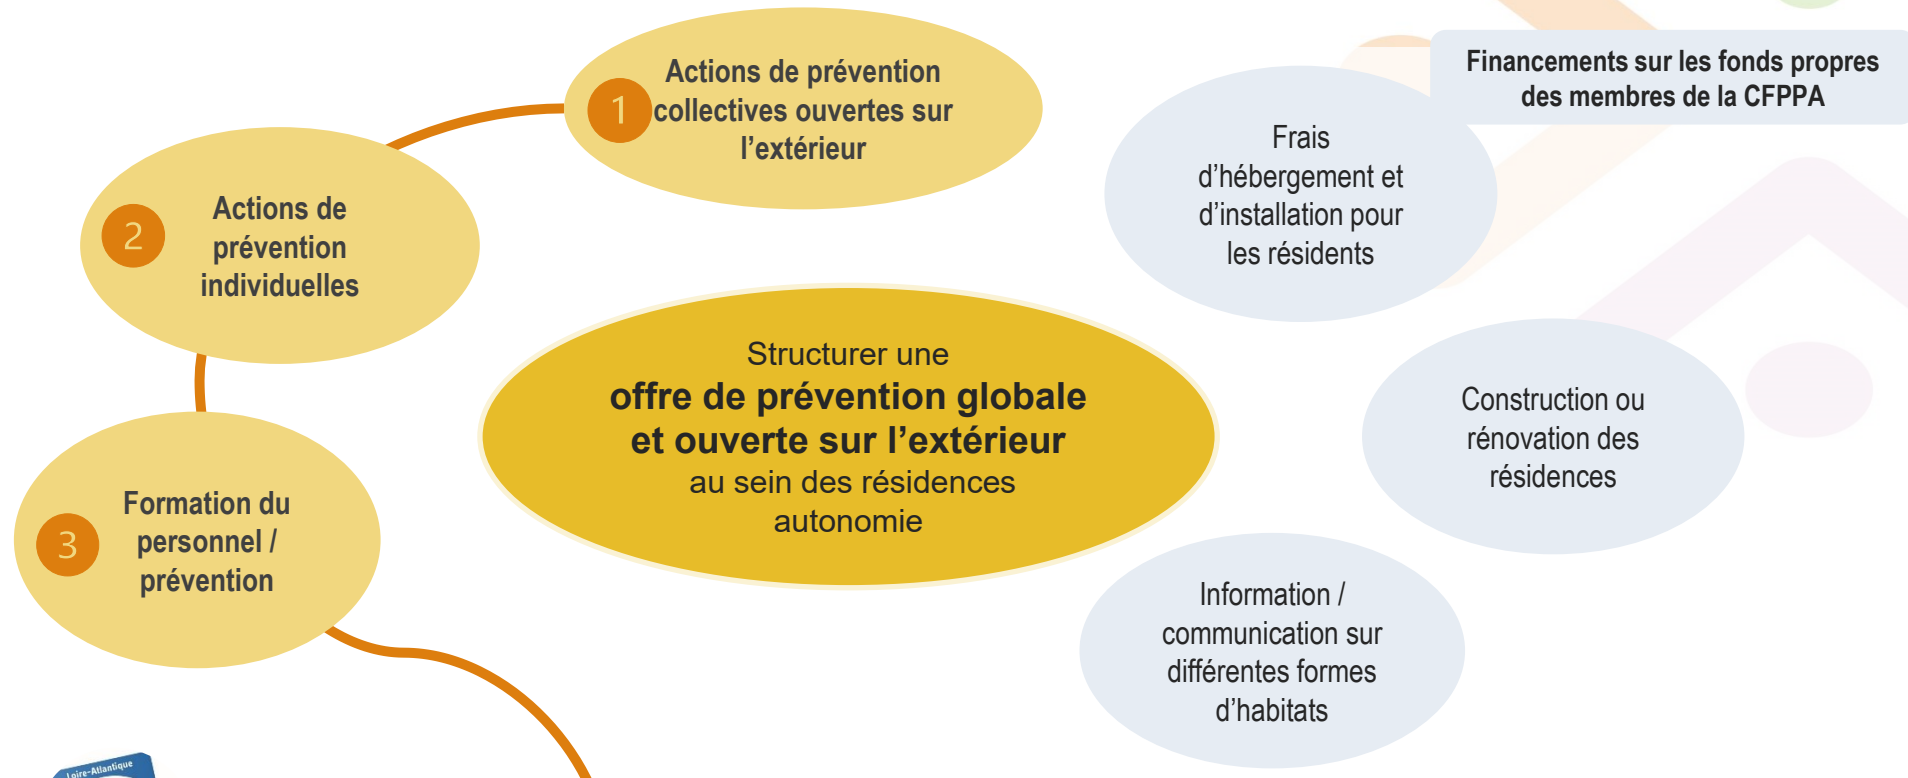 1
Actions de prévention
collectives ouvertes sur
l’extérieur
2
Actions de
prévention
individuelles
3
Formation du
personnel /
prévention
Structurer une
offre de prévention globale
et ouverte sur l’extérieur
au sein des résidences
autonomie
Financements sur les fonds propres
des membres de la CFPPA
Frais
d’hébergement et
d’installation pour
les résidents
Construction ou
rénovation des
résidences
Information /
communication sur
différentes formes
d’habitats
Loire-Atlantique